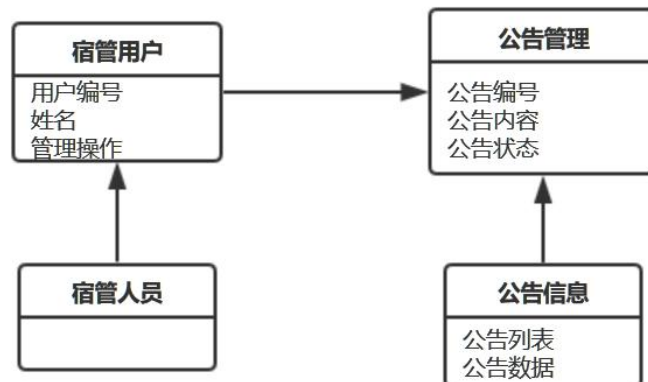 宿管用户
用户编号
姓名
管理操作
公告管理
公告编号
公告内容
公告状态
宿管人员
公告信息
公告列表
公告数据